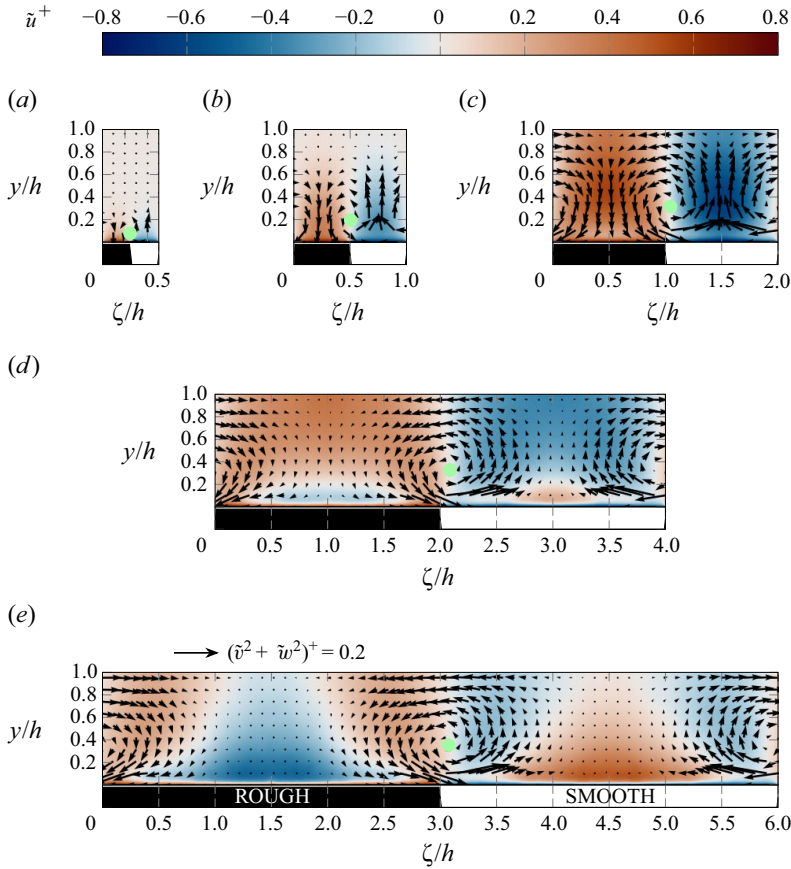 ũ⁺ −0.8 −0.6 −0.4 −0.2 0 0.2 0.4 0.6 0.8
(a) (b) (c)
1.0 1.0 1.0
0.8 0.8 0.8
y/h 0.6 y/h 0.6 y/h 0.6
0.4 0.4 0.4
0.2 0.2 0.2
0 0.5 0 0.5 1.0 0 0.5 1.0 1.5 2.0
ζ/h ζ/h ζ/h
(d)
1.0
0.8
0.6
y/h
0.4
0.2
0 0.5 1.0 1.5 2.0 2.5 3.0 3.5 4.0
ζ/h
(e)
(ṽ² + w̃²)⁺ = 0.2
1.0
0.8
0.6
y/h
0.4
0.2
ROUGH SMOOTH
0 0.5 1.0 1.5 2.0 2.5 3.0 3.5 4.0 4.5 5.0 5.5 6.0
ζ/h